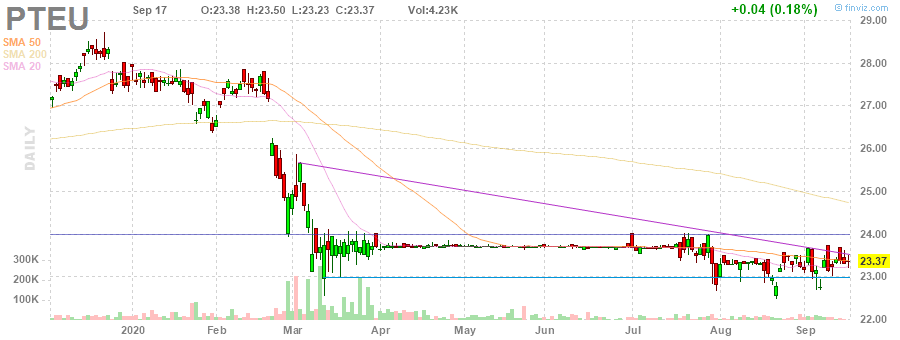 PTEU
Sep 17 O:23.38 H:23.50 L:23.23 C:23.37 Vol:4.23K +0.04 (0.18%)
finviz.com
SMA 50
SMA 200
SMA 20
DAILY
29.00
28.00
27.00
26.00
25.00
24.00
23.37
23.00
22.00
300K
200K
100K
2020 Feb Mar Apr May Jun Jul Aug Sep